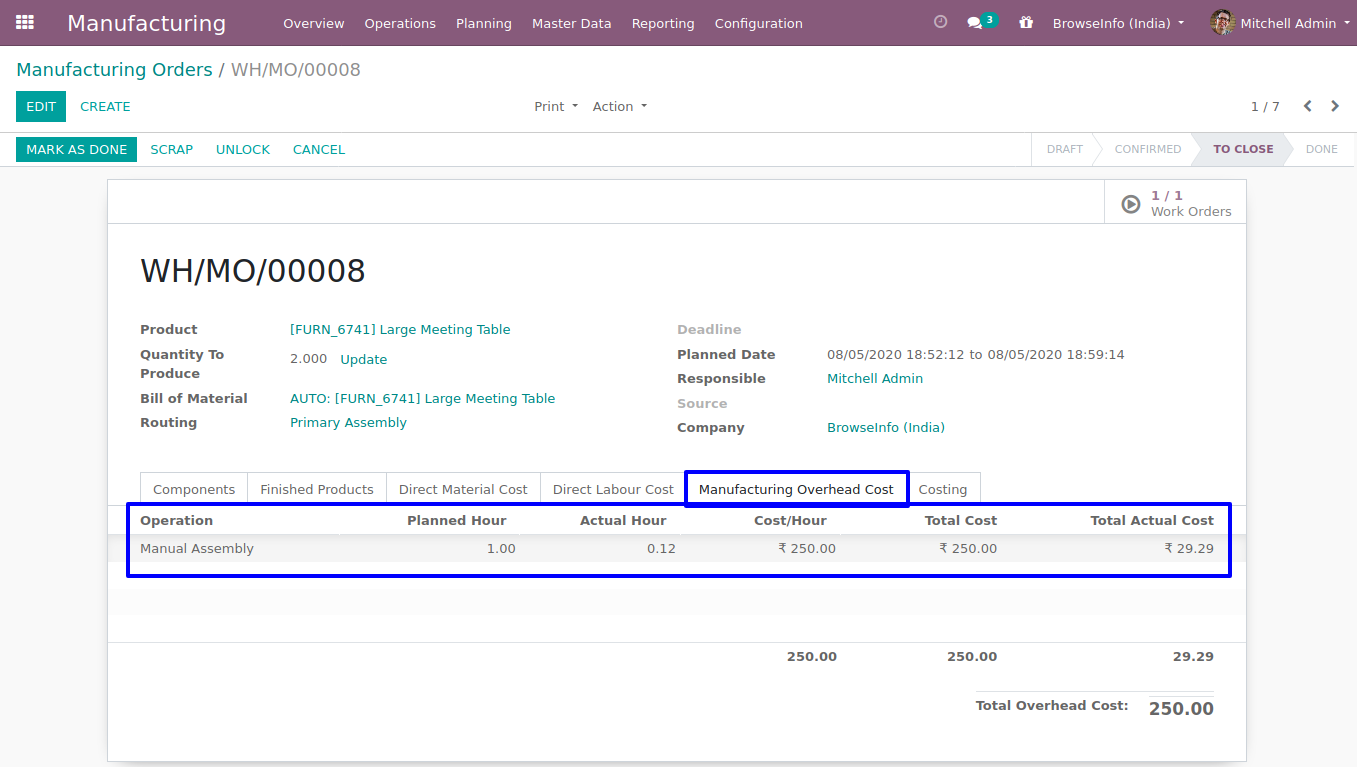 Manufacturing Overview Operations Planning Master Data Reporting Configuration 3 BrowseInfo (India) Mitchell Admin
Manufacturing Orders / WH/MO/00008
EDIT CREATE Print Action 1 / 7
MARK AS DONE SCRAP UNLOCK CANCEL DRAFT CONFIRMED TO CLOSE DONE
1 / 1
Work Orders
WH/MO/00008
Product [FURN_6741] Large Meeting Table
Quantity To Produce 2.000 Update
Bill of Material AUTO: [FURN_6741] Large Meeting Table
Routing Primary Assembly
Deadline
Planned Date 08/05/2020 18:52:12 to 08/05/2020 18:59:14
Responsible Mitchell Admin
Source
Company BrowseInfo (India)
Components Finished Products Direct Material Cost Direct Labour Cost Manufacturing Overhead Cost Costing
Operation Planned Hour Actual Hour Cost/Hour Total Cost Total Actual Cost
Manual Assembly 1.00 0.12 ₹ 250.00 ₹ 250.00 ₹ 29.29
250.00 250.00 29.29
Total Overhead Cost: 250.00